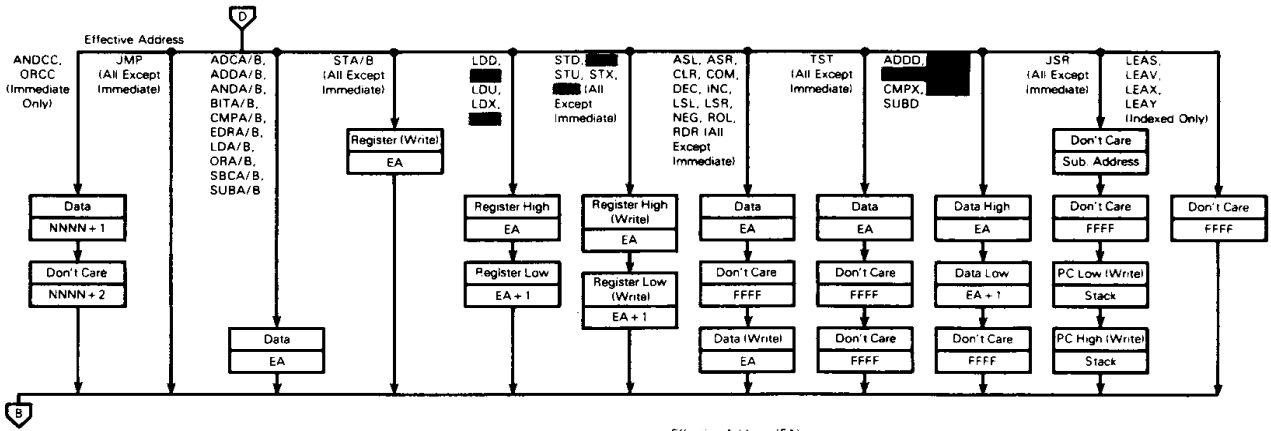 D
Effective Address
ANDCC,
ORCC
(Immediate
Only)
JMP
(All Except
Immediate)
ADCA/B,
ADDA/B,
ANDA/B,
BITA/B,
CMPA/B,
EDRA/B,
LDA/B,
ORA/B,
SBCA/B,
SUBA/B
STA/B
(All Except
Immediate)
LDD,
LDU,
LDX,
STD,
STU, STX,
(All
Except
Immediate)
ASL, ASR,
CLR, COM,
DEC, INC,
LSL, LSR,
NEG, ROL,
RDR (All
Except
Immediate)
TST
(All Except
Immediate)
ADDD,
CMPX,
SUBD
JSR
(All Except
Immediate)
LEAS,
LEAV,
LEAX,
LEAY
(Indexed Only)
Data
NNNN + 1
Don't Care
NNNN + 2
Data
EA
Register (Write)
EA
Register High
EA
Register Low
EA + 1
Register High
(Write)
EA
Register Low
(Write)
EA + 1
Data
EA
Don't Care
FFFF
Data (Write)
EA
Data
EA
Don't Care
FFFF
Don't Care
FFFF
Data High
EA
Data Low
EA + 1
Don't Care
FFFF
Don't Care
Sub. Address
Don't Care
FFFF
PC Low (Write)
Stack
PC High (Write)
Stack
Don't Care
FFFF
B